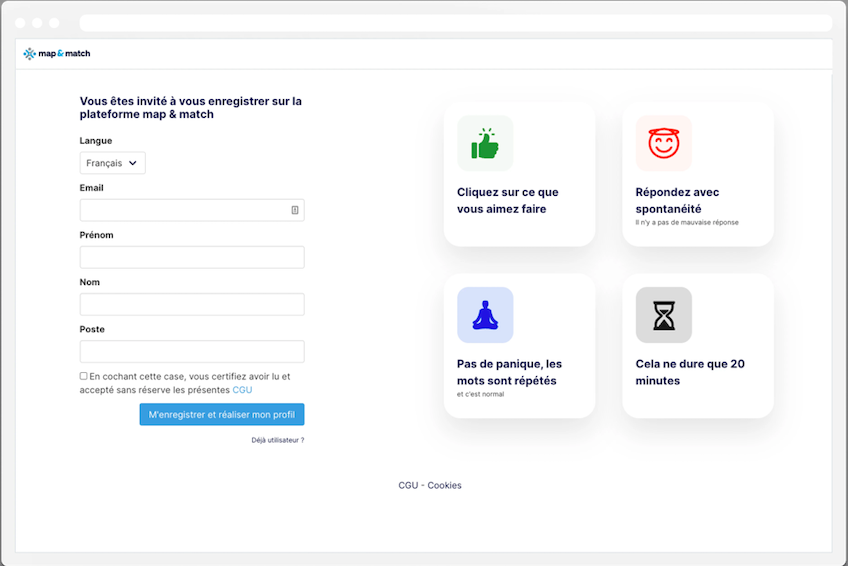 map & match
Vous êtes invité à vous enregistrer sur la
plateforme map & match
Langue
Français
Email
Prénom
Nom
Poste
En cochant cette case, vous certifiez avoir lu et
accepté sans réserve les présentes CGU
M'enregistrer et réaliser mon profil
Déjà utilisateur ?
Cliquez sur ce que
vous aimez faire
Répondez avec
spontanéité
Il n'y a pas de mauvaise réponse
Pas de panique, les
mots sont répétés
et c'est normal
Cela ne dure que 20
minutes
CGU - Cookies